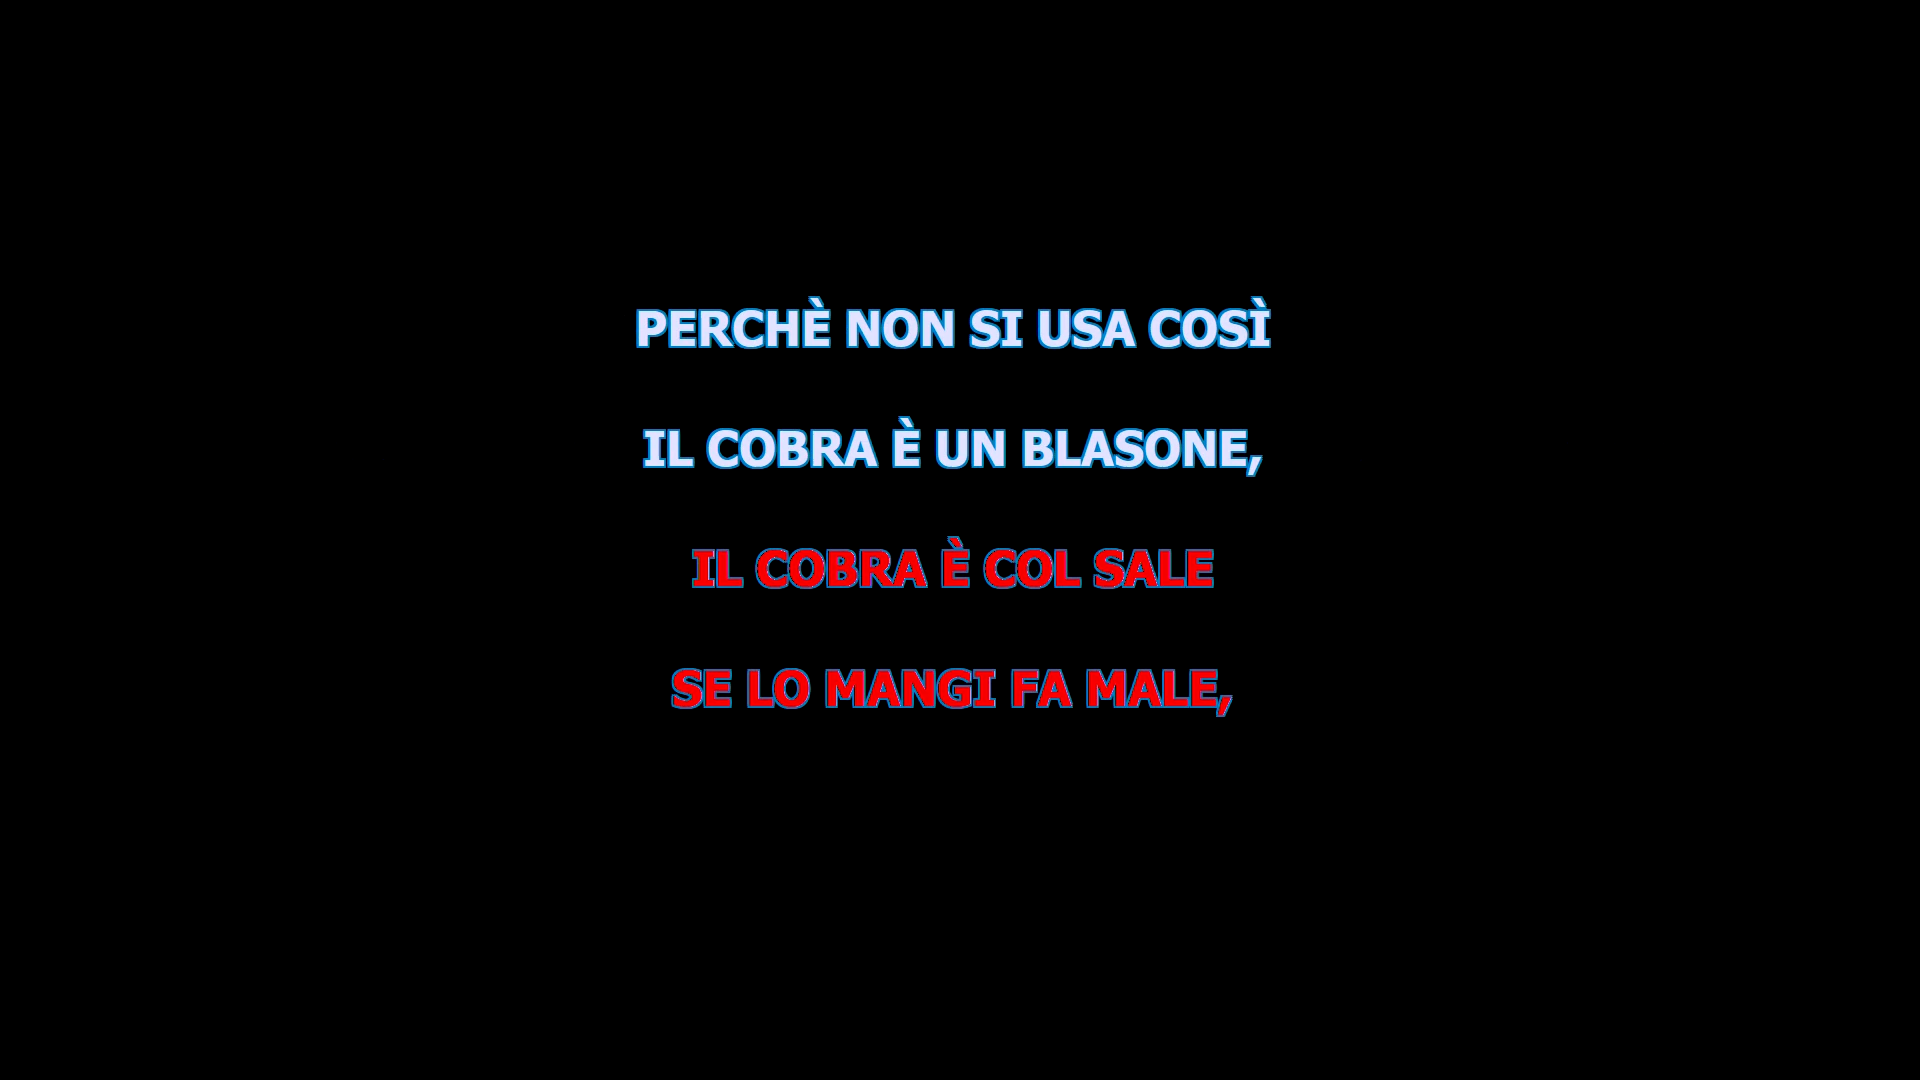 PERCHÈ NON SI USA COSÌ
IL COBRA È UN BLASONE,
IL COBRA È COL SALE
SE LO MANGI FA MALE,